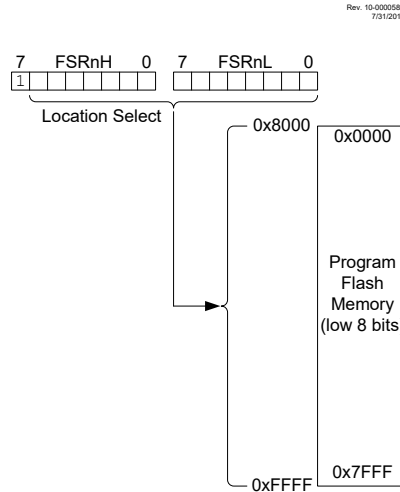 Rev. 10-000058
7/31/201
7 FSRnH 0 7 FSRnL 0
1
Location Select
0x8000
0x0000
Program
Flash
Memory
(low 8 bits
0x7FFF
0xFFFF